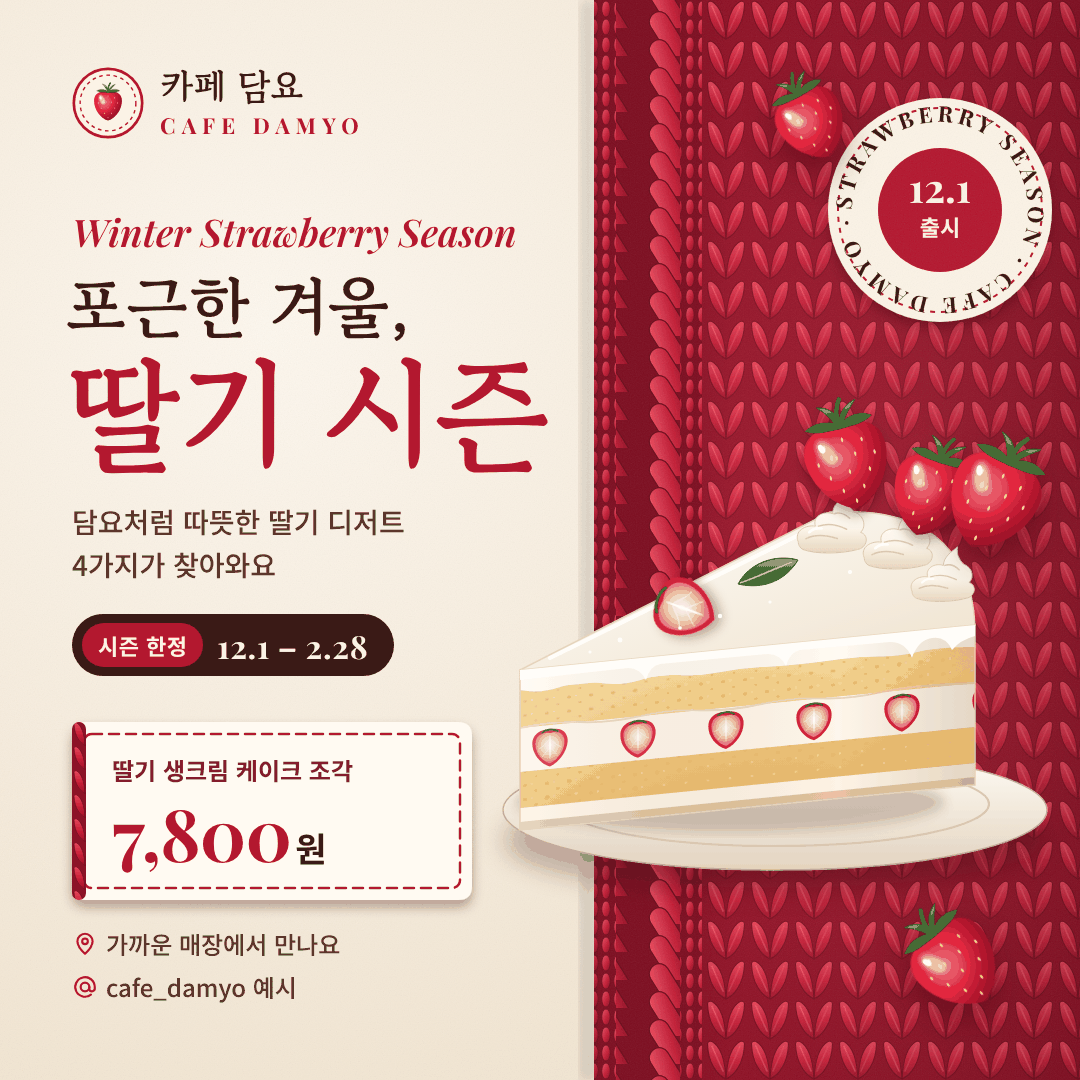 카페 담요
CAFE DAMYO
Winter Strawberry Season
포근한 겨울,
딸기 시즌
담요처럼 따뜻한 딸기 디저트
4가지가 찾아와요
시즌 한정 12.1 – 2.28
딸기 생크림 케이크 조각
7,800원
가까운 매장에서 만나요
@ cafe_damyo 예시
STRAWBERRY SEASON · CAFE DAMYO ·
12.1
출시